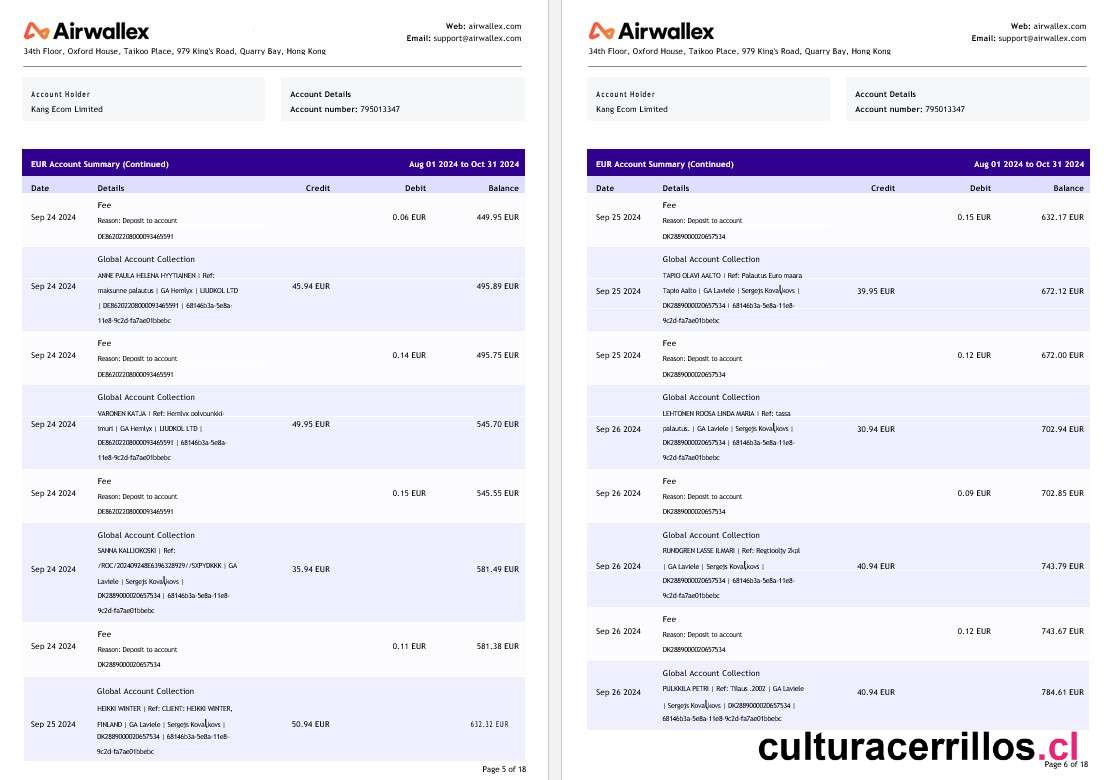 Airwallex
Web: airwallex.com
Email: support@airwallex.com
34th Floor, Oxford House, Taikoo Place, 979 King's Road, Quarry Bay, Hong Kong
Account Holder
Kang Ecom Limited
Account Details
Account number: 795013347
EUR Account Summary (Continued) Aug 01 2024 to Oct 31 2024
Date Details Credit Debit Balance
Fee
Sep 24 2024 Reason: Deposit to account 0.06 EUR 449.95 EUR
DE86202208000093465591
Global Account Collection
ANNE PAULA HELENA HYYTIAINEN | Ref:
Sep 24 2024 maksunne palautus | GA Hemlyx | LIUDKOL LTD 45.94 EUR 495.89 EUR
| DE86202208000093465591 | 68146b3a-5e8a-
11e8-9c2d-fa7ae01bbebc
Fee
Sep 24 2024 Reason: Deposit to account 0.14 EUR 495.75 EUR
DE86202208000093465591
Global Account Collection
VARONEN KATJA | Ref: Hemlyx polvounkki-
Sep 24 2024 imuri | GA Hemlyx | LIUDKOL LTD | 49.95 EUR 545.70 EUR
DE86202208000093465591 | 68146b3a-5e8a-
11e8-9c2d-fa7ae01bbebc
Fee
Sep 24 2024 Reason: Deposit to account 0.15 EUR 545.55 EUR
DE86202208000093465591
Global Account Collection
SANNA KALLIOKOSKI | Ref:
Sep 24 2024 /ROC/20240924BE6396328929//SXPYDKKK | GA 35.94 EUR 581.49 EUR
Laviele | Sergejs Kovaļkovs |
DK2889000020657534 | 68146b3a-5e8a-11e8-
9c2d-fa7ae01bbebc
Fee
Sep 24 2024 Reason: Deposit to account 0.11 EUR 581.38 EUR
DK2889000020657534
Global Account Collection
HEIKKI WINTER | Ref: CLIENT: HEIKKI WINTER,
Sep 25 2024 FINLAND | GA Laviele | Sergejs Kovaļkovs | 50.94 EUR 632.32 EUR
DK2889000020657534 | 68146b3a-5e8a-11e8-
9c2d-fa7ae01bbebc
Page 5 of 18
Airwallex
Web: airwallex.com
Email: support@airwallex.com
34th Floor, Oxford House, Taikoo Place, 979 King's Road, Quarry Bay, Hong Kong
Account Holder
Kang Ecom Limited
Account Details
Account number: 795013347
EUR Account Summary (Continued) Aug 01 2024 to Oct 31 2024
Date Details Credit Debit Balance
Fee
Sep 25 2024 Reason: Deposit to account 0.15 EUR 632.17 EUR
DK2889000020657534
Global Account Collection
TAPIO OLAVI AALTO | Ref: Palautus Euro maara
Sep 25 2024 Tapio Aalto | GA Laviele | Sergejs Kovaļkovs | 39.95 EUR 672.12 EUR
DK2889000020657534 | 68146b3a-5e8a-11e8-
9c2d-fa7ae01bbebc
Fee
Sep 25 2024 Reason: Deposit to account 0.12 EUR 672.00 EUR
DK2889000020657534
Global Account Collection
LEHTONEN ROOSA LINDA MARIA | Ref: tassa
Sep 26 2024 palautus. | GA Laviele | Sergejs Kovaļkovs | 30.94 EUR 702.94 EUR
DK2889000020657534 | 68146b3a-5e8a-11e8-
9c2d-fa7ae01bbebc
Fee
Sep 26 2024 Reason: Deposit to account 0.09 EUR 702.85 EUR
DK2889000020657534
Global Account Collection
RUNDGREN LASSE ILMARI | Ref: Regtiooljy 2kpl
Sep 26 2024 | GA Laviele | Sergejs Kovaļkovs | 40.94 EUR 743.79 EUR
DK2889000020657534 | 68146b3a-5e8a-11e8-
9c2d-fa7ae01bbebc
Fee
Sep 26 2024 Reason: Deposit to account 0.12 EUR 743.67 EUR
DK2889000020657534
Global Account Collection
PULKKILA PETRI | Ref: Tilaus .2002 | GA Laviele
Sep 26 2024 | Sergejs Kovaļkovs | DK2889000020657534 | 40.94 EUR 784.61 EUR
68146b3a-5e8a-11e8-9c2d-fa7ae01bbebc
culturacerrillos.cl
Page 6 of 18